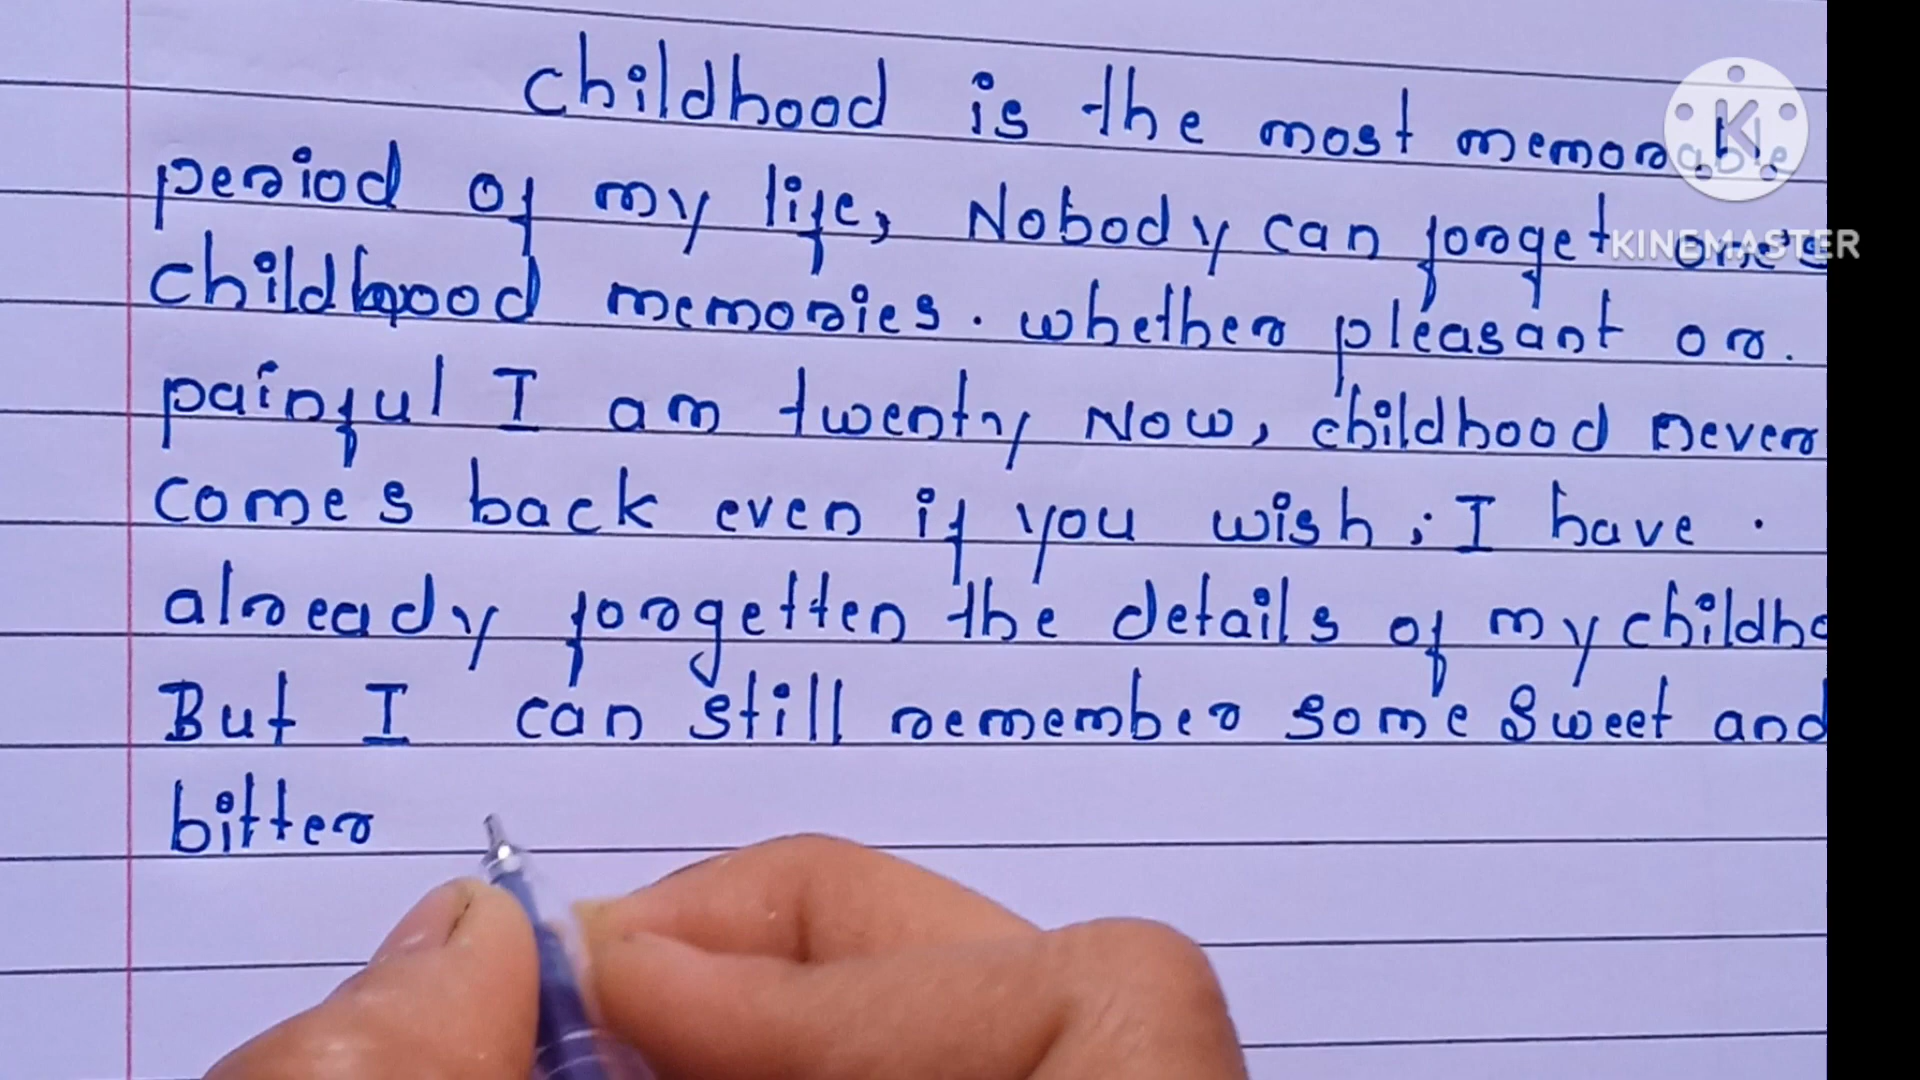 childhood is the most memorable
period of my life, Nobody can forget one's
childhood memories. whether pleasant or.
painful I am twenty Now, childhood never
comes back even if you wish; I have.
already forgetten the details of my childho
But I can still remember some sweet and
bitter
K
KINEMASTER